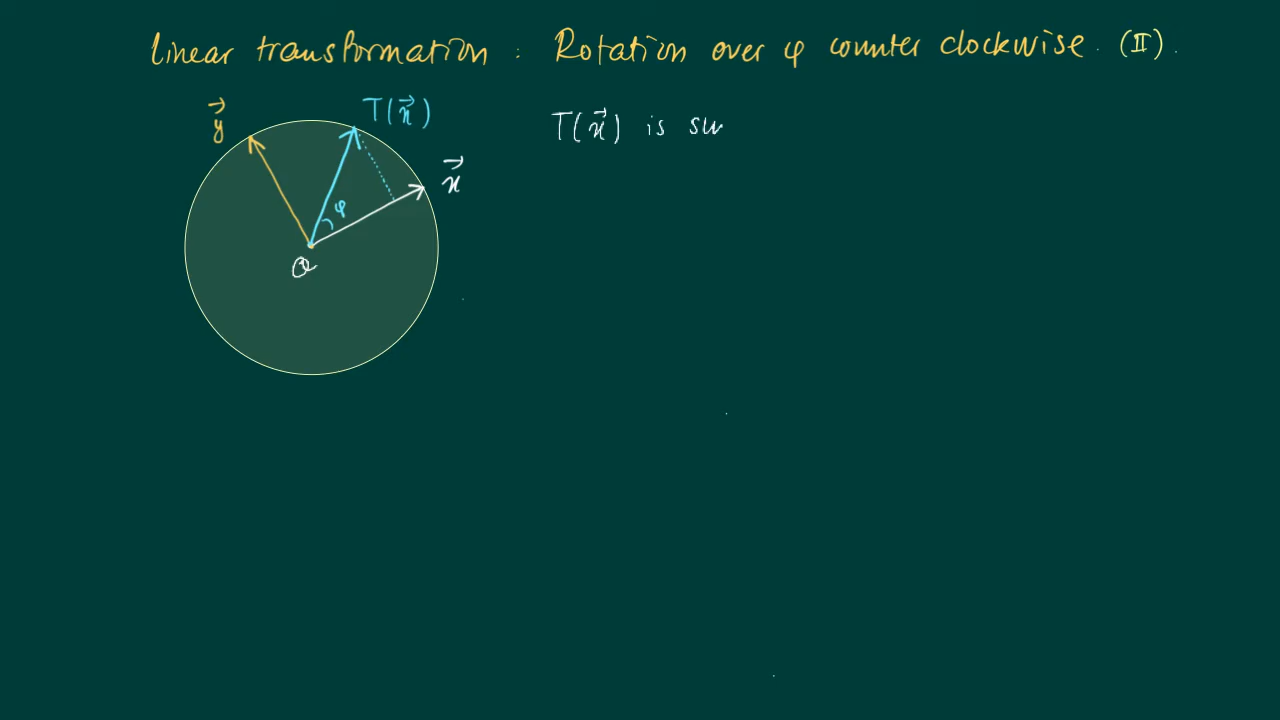 linear transformation : Rotation over φ counter clockwise. (II).
T(x⃗)
y⃗
T(x⃗) is su
x⃗
φ
O